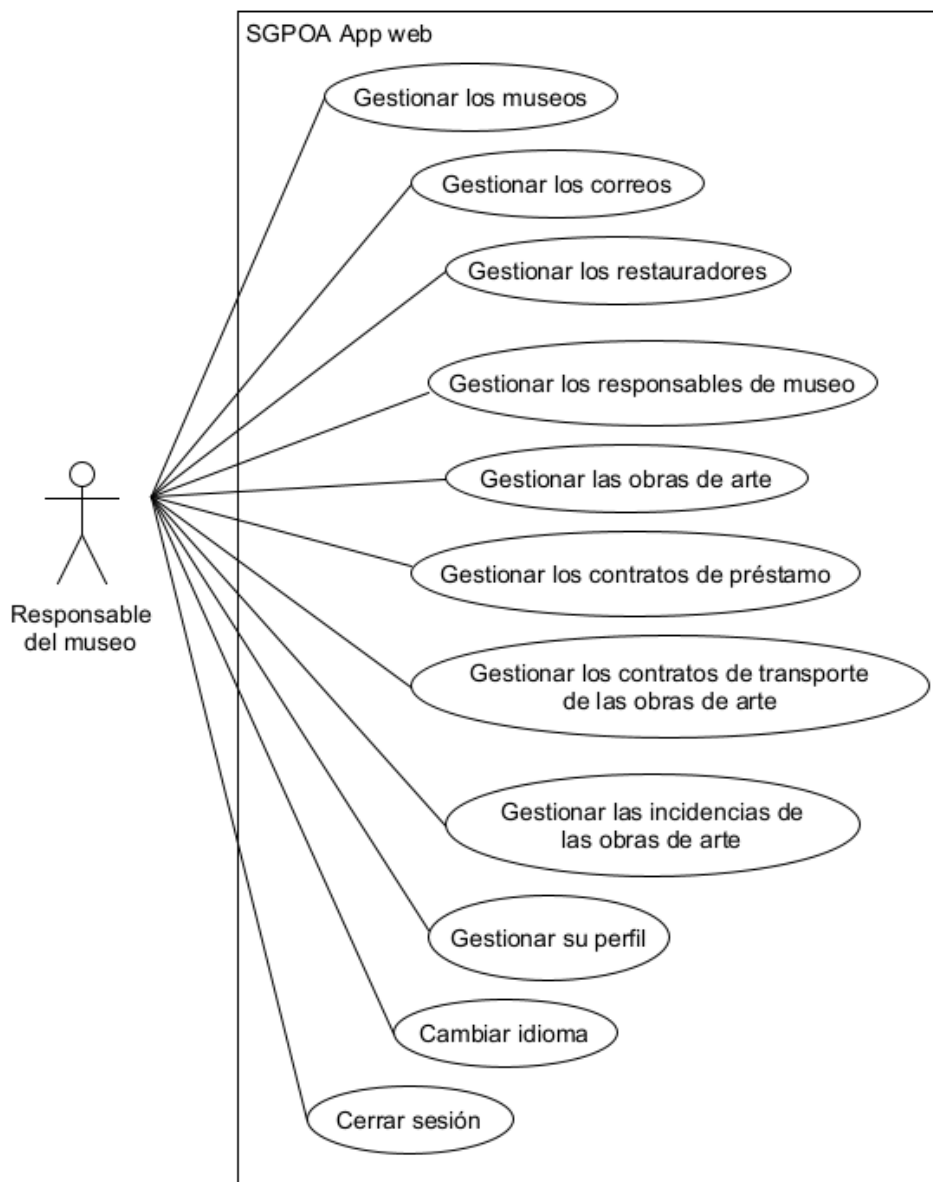 SGPOA App web
Gestionar los museos
Gestionar los correos
Gestionar los restauradores
Gestionar los responsables de museo
Gestionar las obras de arte
Responsable
del museo
Gestionar los contratos de préstamo
Gestionar los contratos de transporte
de las obras de arte
Gestionar las incidencias de
las obras de arte
Gestionar su perfil
Cambiar idioma
Cerrar sesión